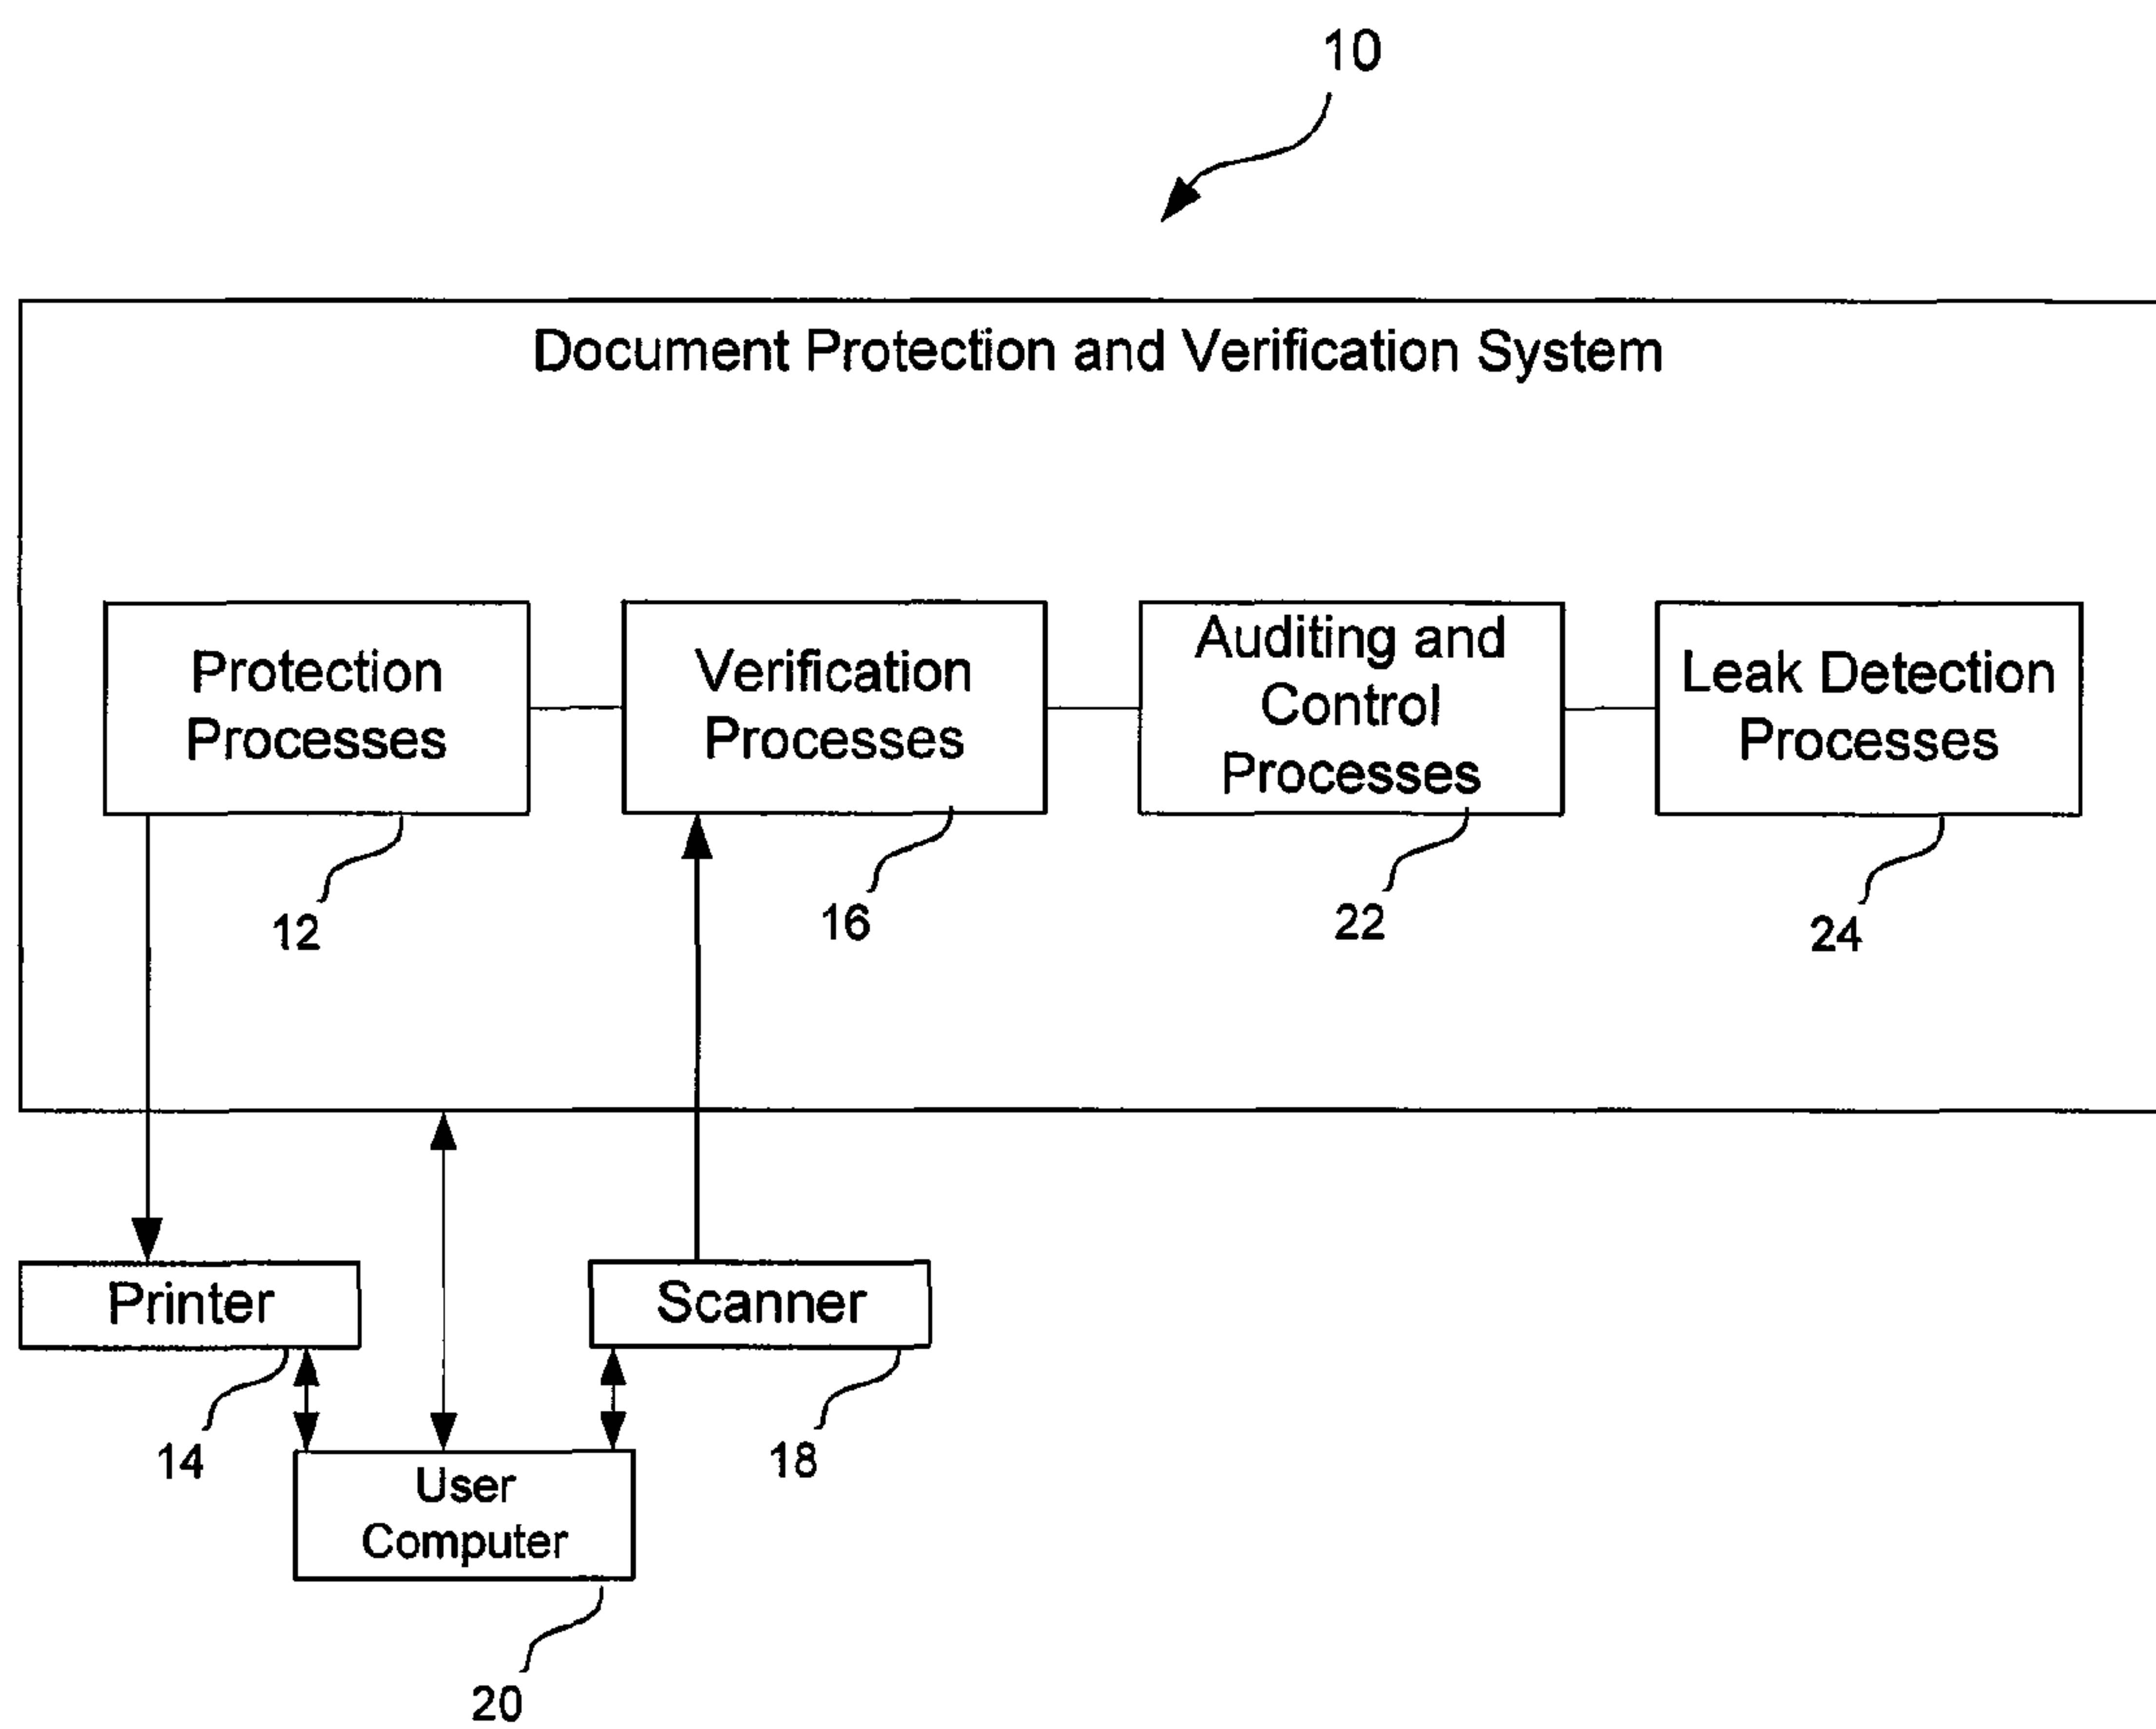 10
Document Protection and Verification System
Protection
Processes
Verification
Processes
Auditing and
Control
Processes
Leak Detection
Processes
12
16
22
24
Printer
Scanner
14
18
User
Computer
20